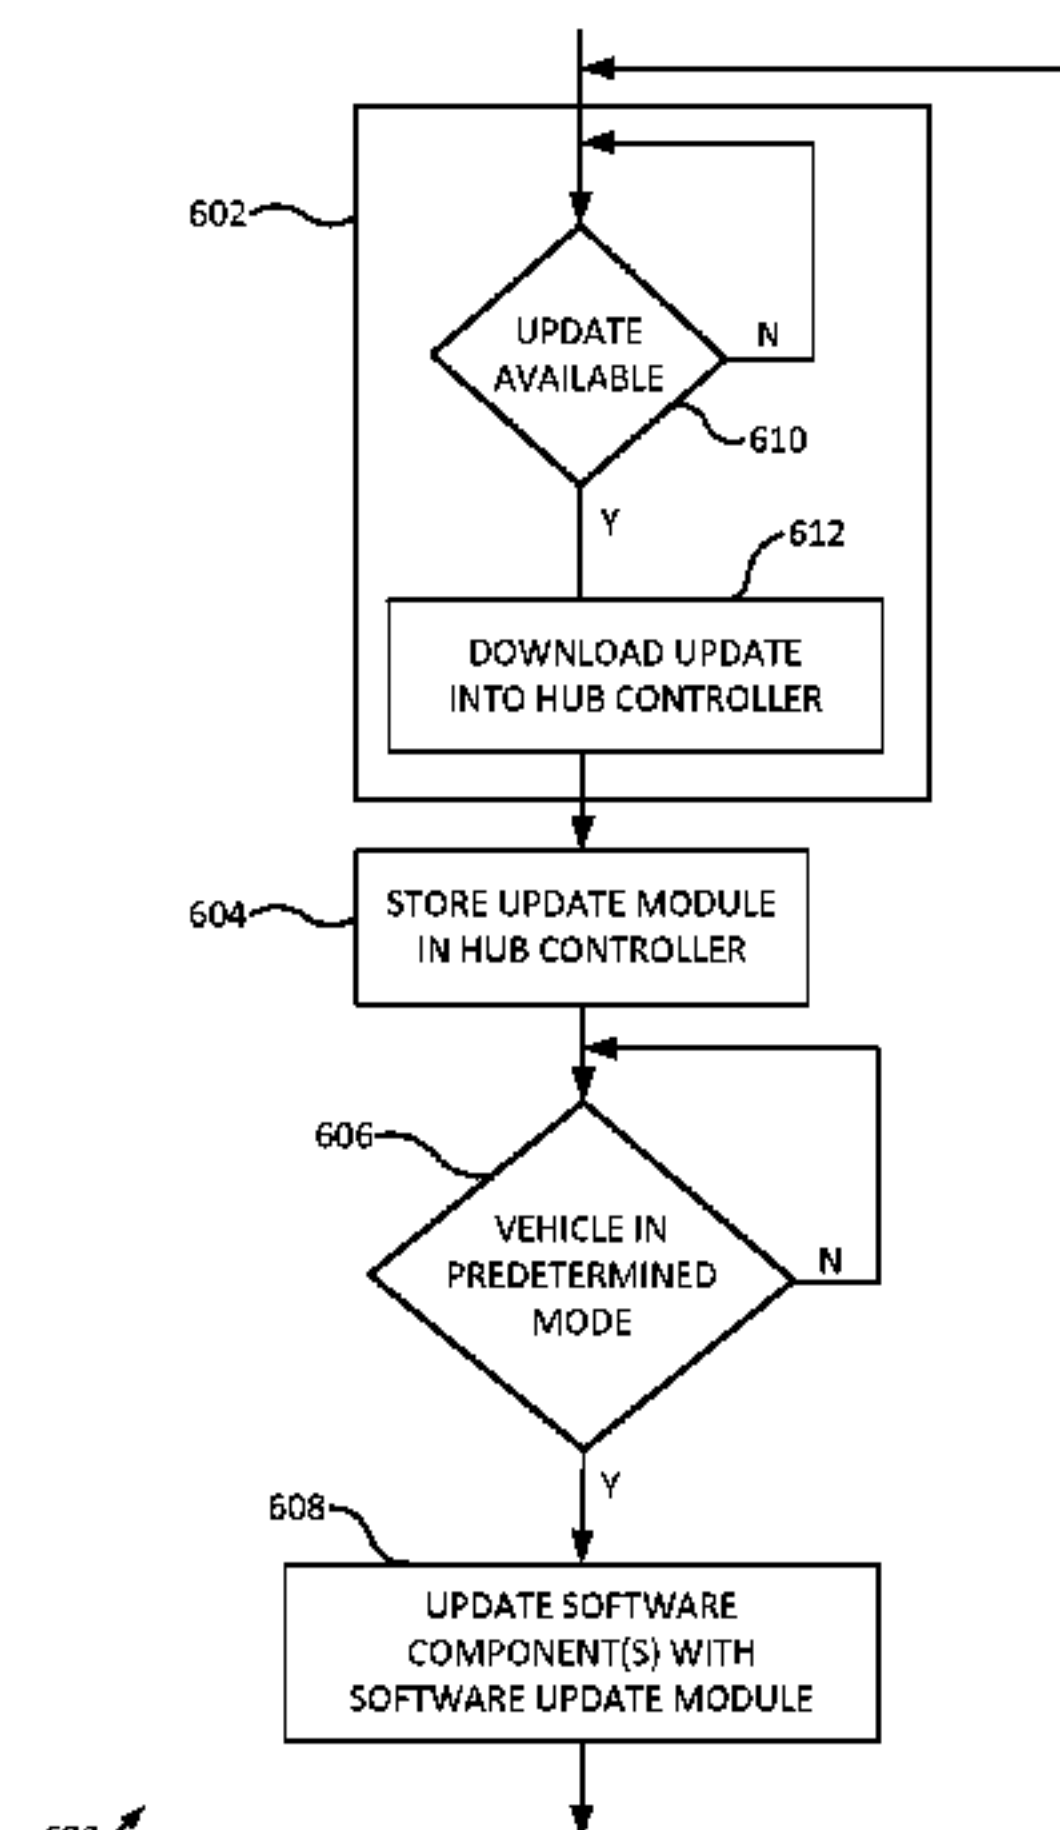 602
UPDATE
AVAILABLE
N
610
Y
612
DOWNLOAD UPDATE
INTO HUB CONTROLLER
604
STORE UPDATE MODULE
IN HUB CONTROLLER
606
VEHICLE IN
PREDETERMINED
MODE
N
Y
608
UPDATE SOFTWARE
COMPONENT(S) WITH
SOFTWARE UPDATE MODULE